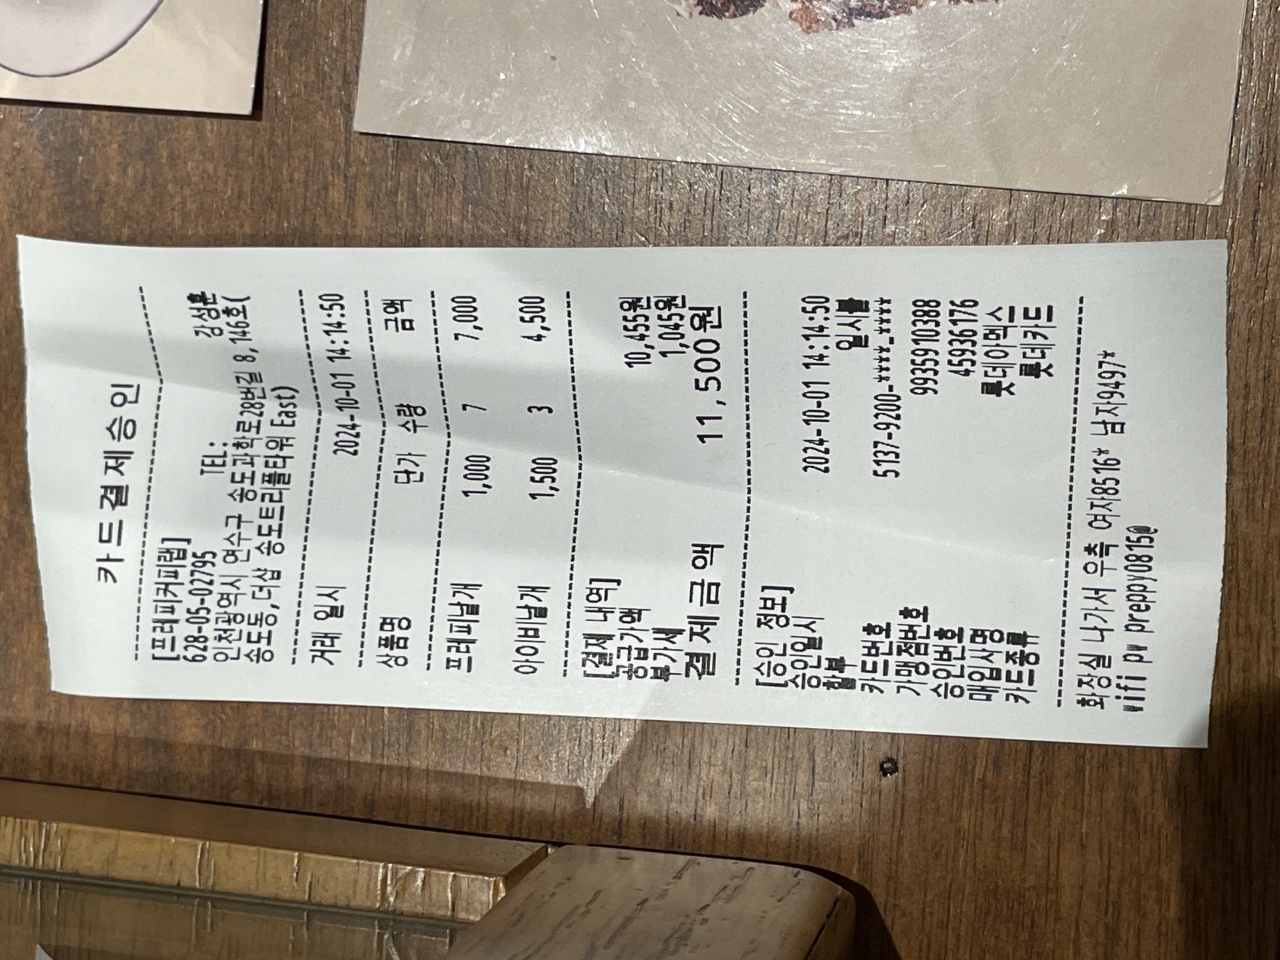 카드결제승인
[프레피커피랩] 강성훈
628-05-02795 TEL:
인천광역시 연수구 송도과학로28번길 8, 146호(
송도동,더샵 송도트리플타워 East)
거래 일시 2024-10-01 14:14:50
상품명 단가 수량 금액
프레피날개 1,000 7 7,000
아이비날개 1,500 3 4,500
[결제 내역]
공급가액 10,455원
부가세 1,045원
결제금액 11,500원
[승인 정보]
승인일시 2024-10-01 14:14:50
할부 일시불
카드번호 5137-9200-****-****
가맹점번호 9935910388
승인번호 45936176
매입사명 롯데아멕스
카드종류 롯데카드
화장실 나가서 우측 여자8516* 남자9497*
wifi pw preppy0815@